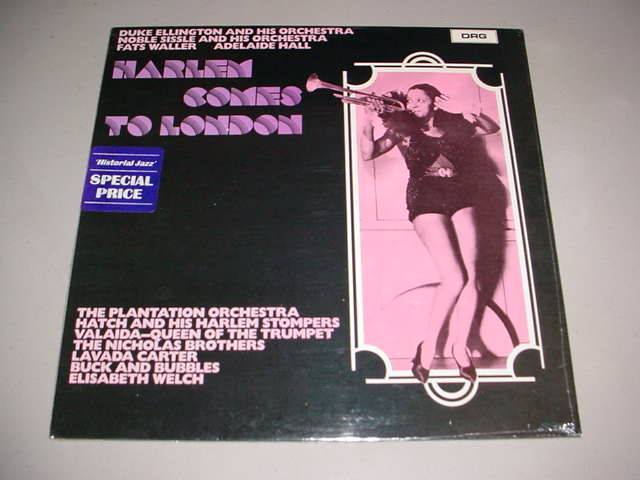 DUKE ELLINGTON AND HIS ORCHESTRA
NOBLE SISSLE AND HIS ORCHESTRA
FATS WALLER ADELAIDE HALL
DRG
HARLEM
COMES
TO LONDON
'Historial Jazz'
SPECIAL
PRICE
THE PLANTATION ORCHESTRA
HATCH AND HIS HARLEM STOMPERS
VALAIDA-QUEEN OF THE TRUMPET
THE NICHOLAS BROTHERS
LAVADA CARTER
BUCK AND BUBBLES
ELISABETH WELCH